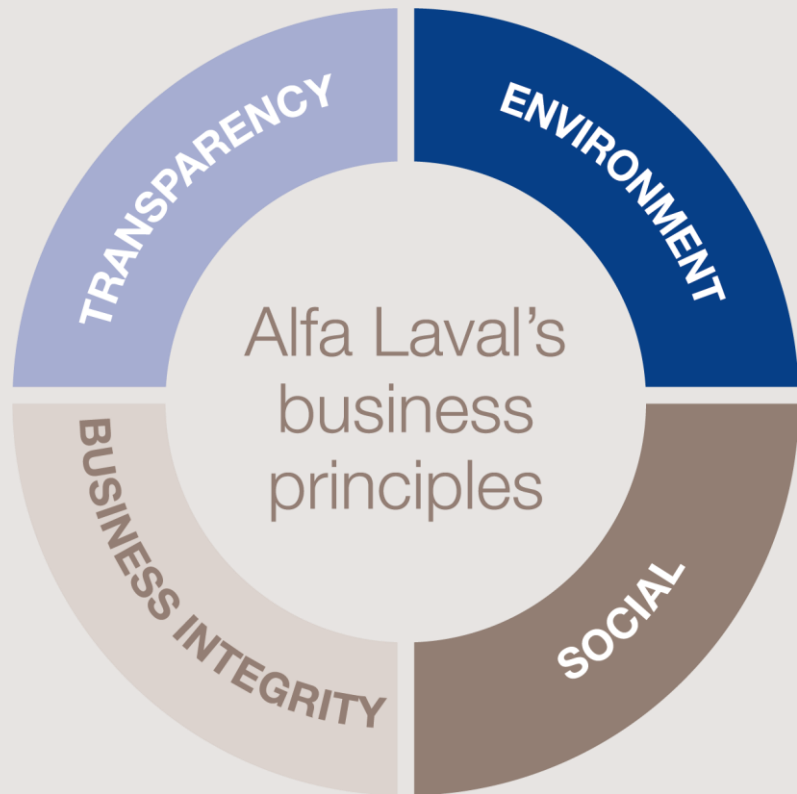 TRANSPARENCY
ENVIRONMENT
Alfa Laval’s
business
principles
BUSINESS INTEGRITY
SOCIAL